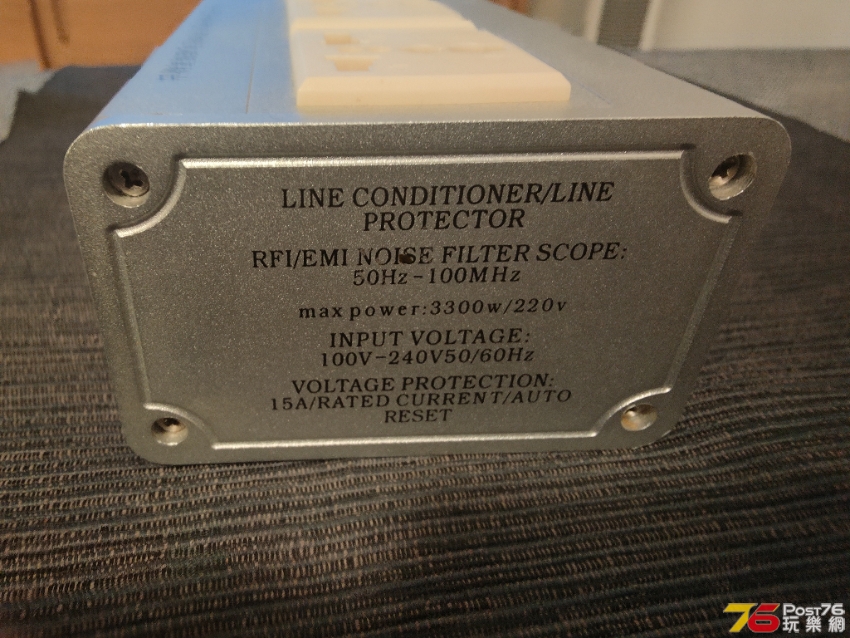 LINE CONDITIONER/LINE
PROTECTOR
RFI/EMI NOISE FILTER SCOPE:
50Hz-100MHz
max power:3300w/220v
INPUT VOLTAGE:
100V-240V50/60Hz
VOLTAGE PROTECTION:
15A/RATED CURRENT/AUTO
RESET
76 Post76
玩樂網